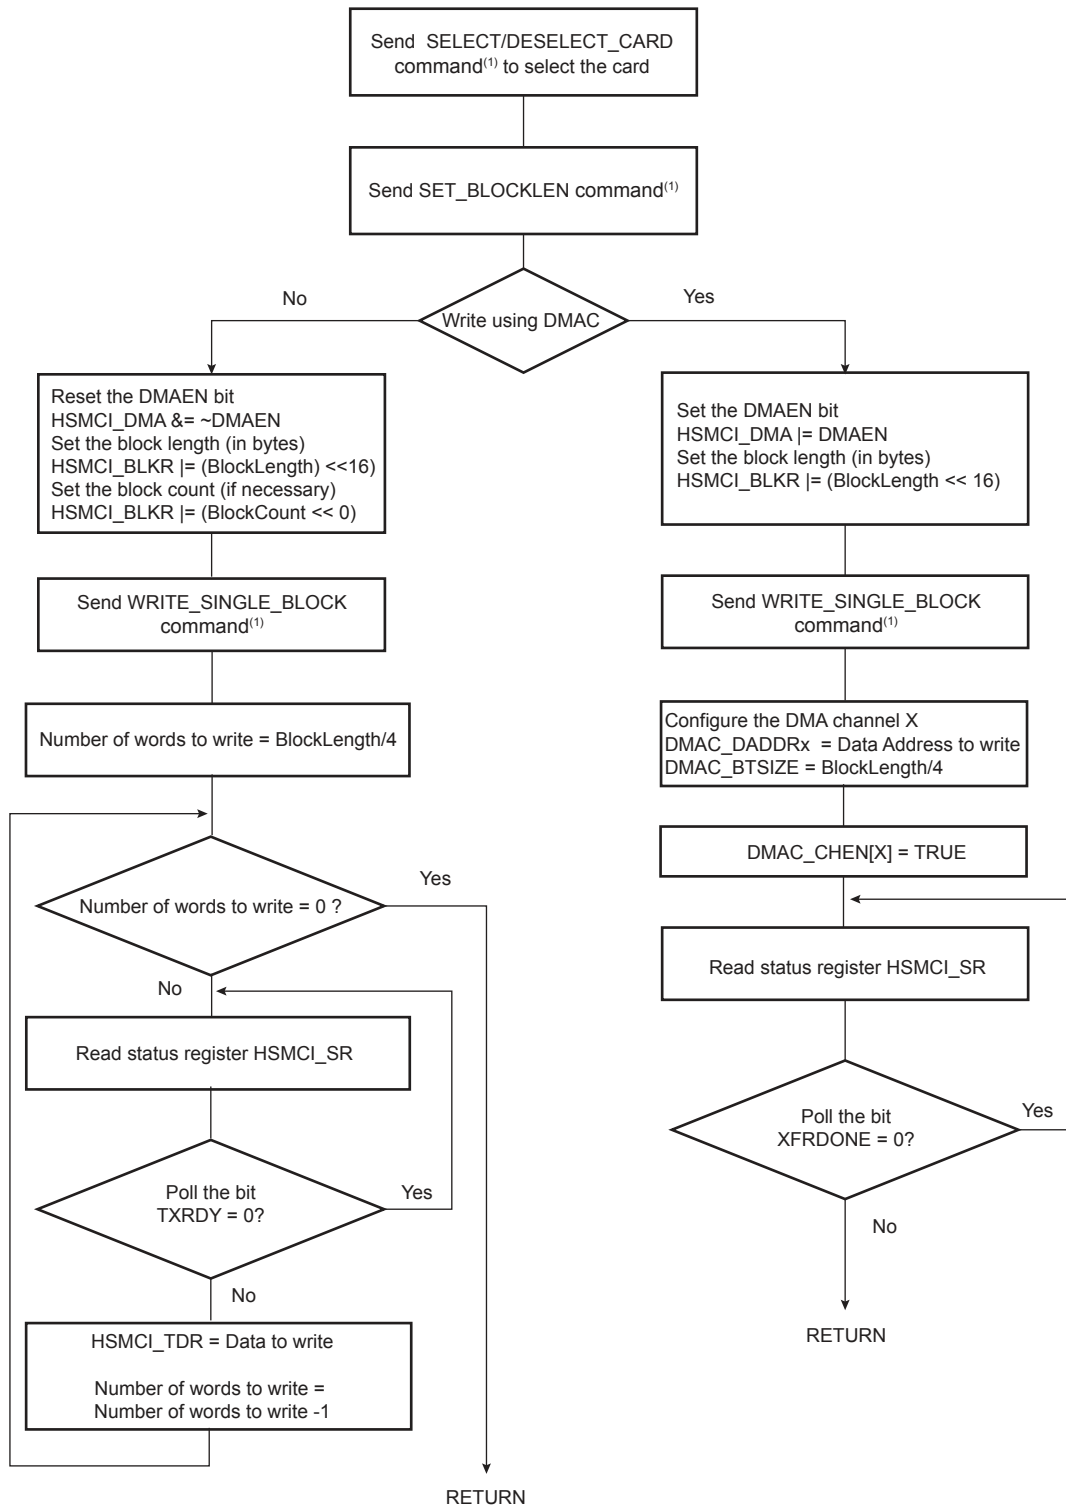 Send  SELECT/DESELECT_CARD
command(1) to select the card
Send SET_BLOCKLEN command(1)
No
Yes
Write using DMAC
Reset the DMAEN bit
HSMCI_DMA &= ~DMAEN
Set the block length (in bytes)
HSMCI_BLKR |= (BlockLength) <<16)
Set the block count (if necessary)
HSMCI_BLKR |= (BlockCount << 0)
Set the DMAEN bit
HSMCI_DMA |= DMAEN
Set the block length (in bytes)
HSMCI_BLKR |= (BlockLength << 16)
Send WRITE_SINGLE_BLOCK
command(1)
Send WRITE_SINGLE_BLOCK
command(1)
Number of words to write = BlockLength/4
Configure the DMA channel X
DMAC_DADDRx  = Data Address to write
DMAC_BTSIZE = BlockLength/4
DMAC_CHEN[X] = TRUE
Number of words to write = 0 ?
Yes
No
Read status register HSMCI_SR
Read status register HSMCI_SR
Poll the bit
TXRDY = 0?
Yes
No
Poll the bit
XFRDONE = 0?
Yes
No
HSMCI_TDR = Data to write
Number of words to write =
Number of words to write -1
RETURN
RETURN